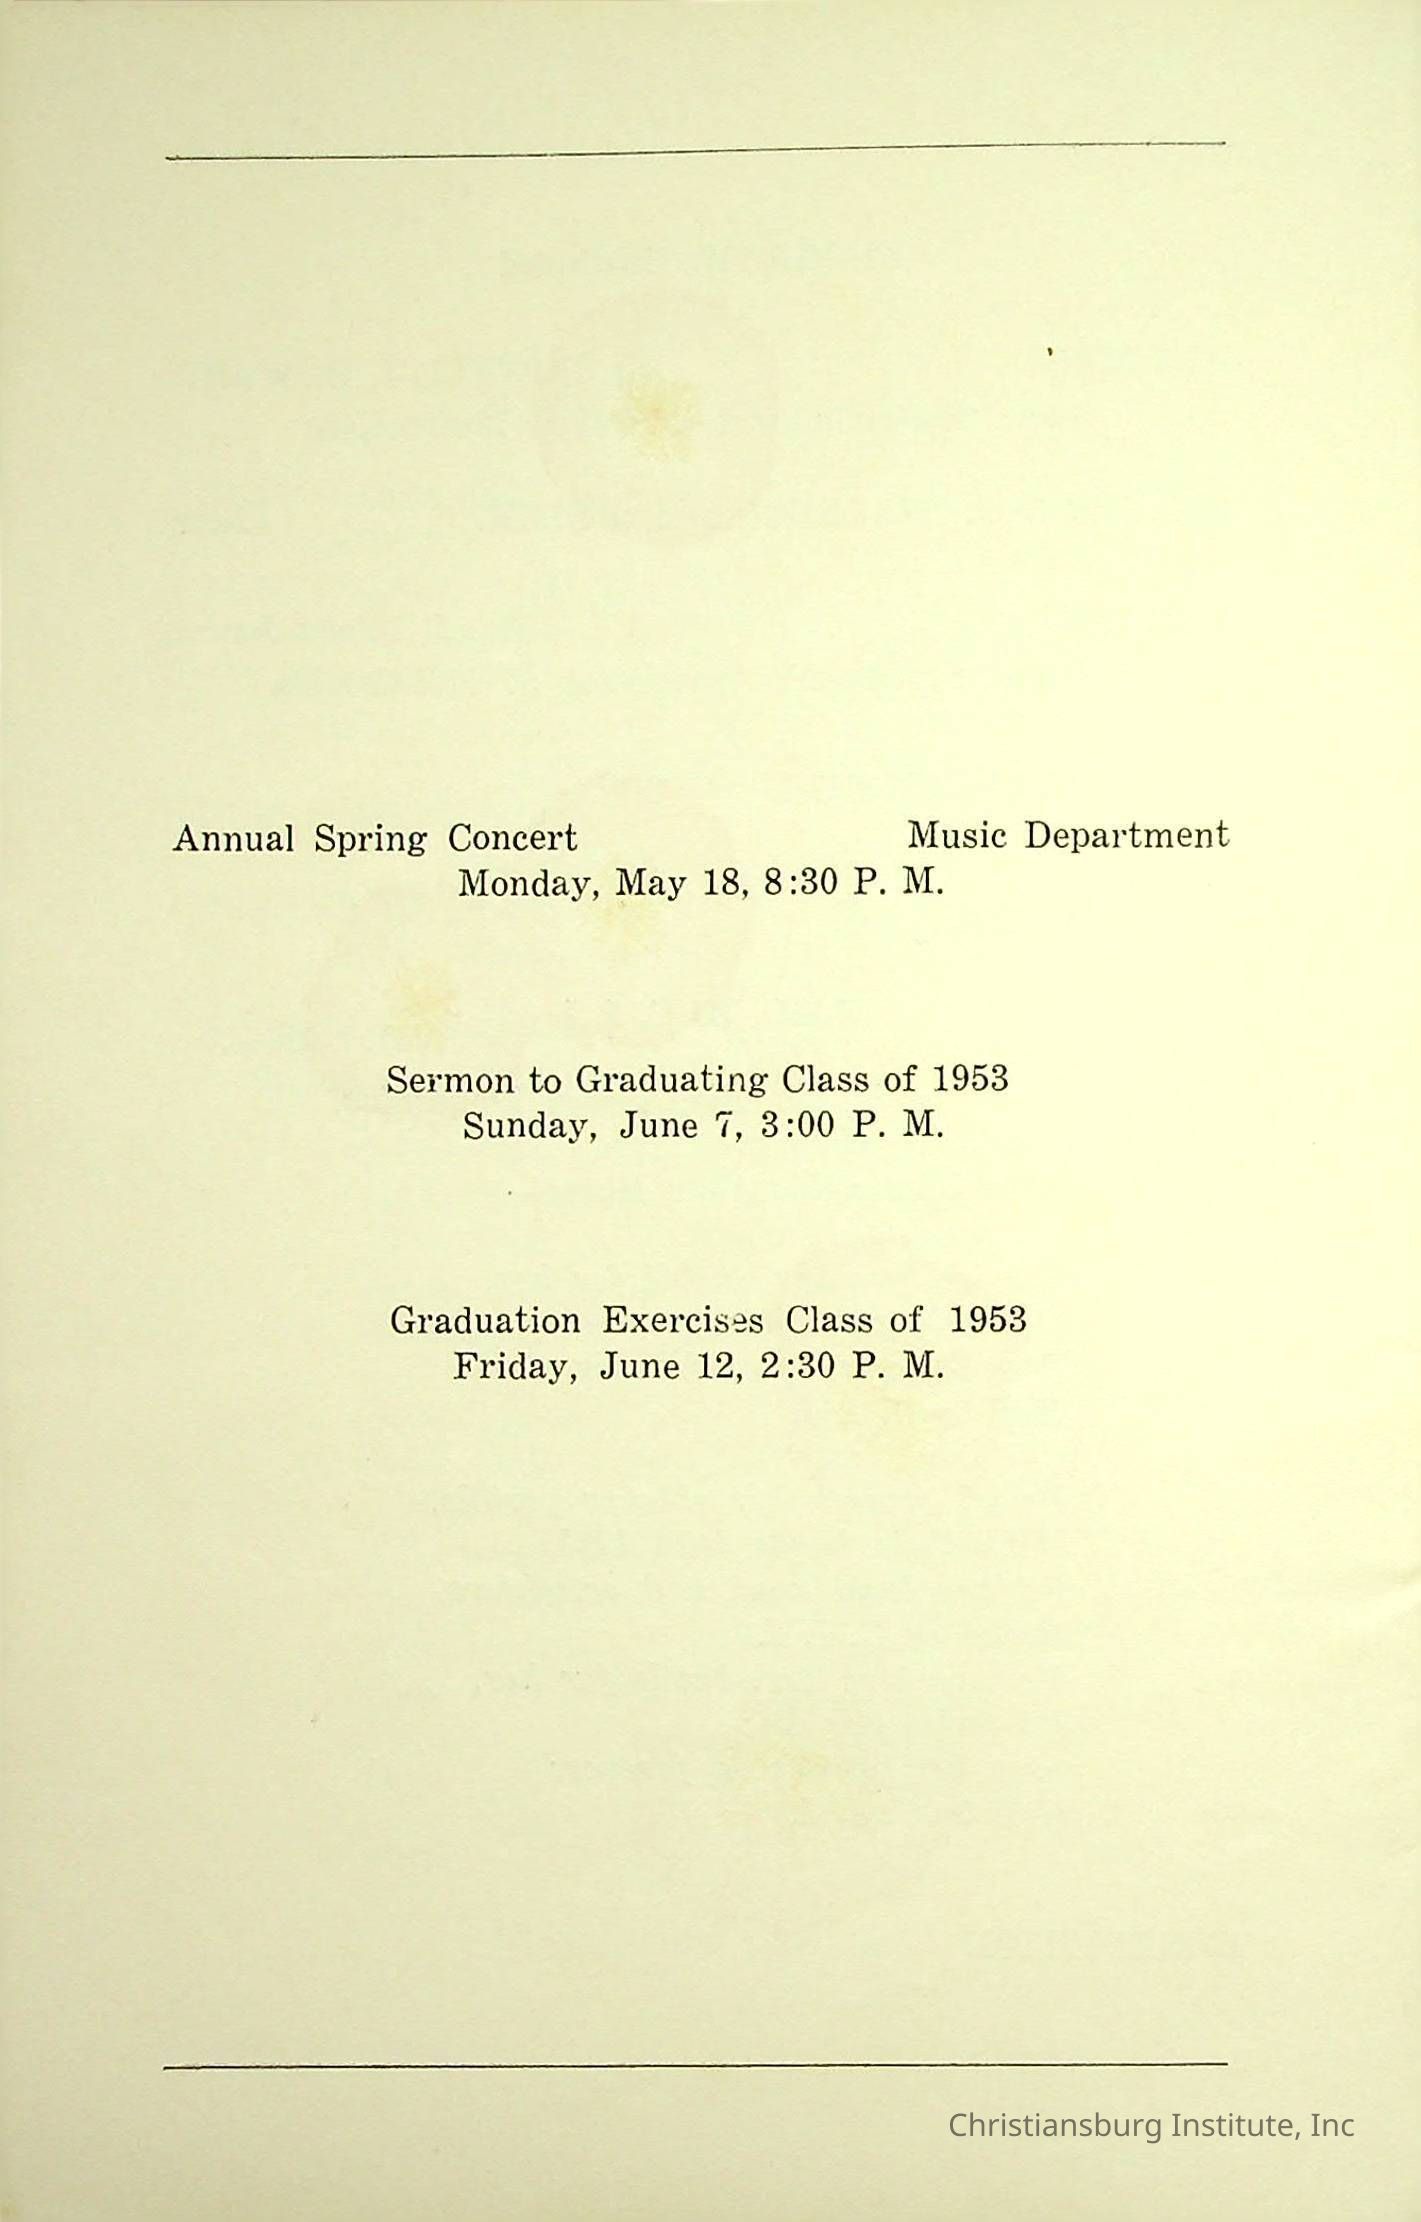 Annual Spring Concert Music Department
Monday, May 18, 8:30 P. M.
Sermon to Graduating Class of 1953
Sunday, June 7, 3:00 P. M.
Graduation Exercises Class of 1953
Friday, June 12, 2:30 P. M.
Christiansburg Institute, Inc